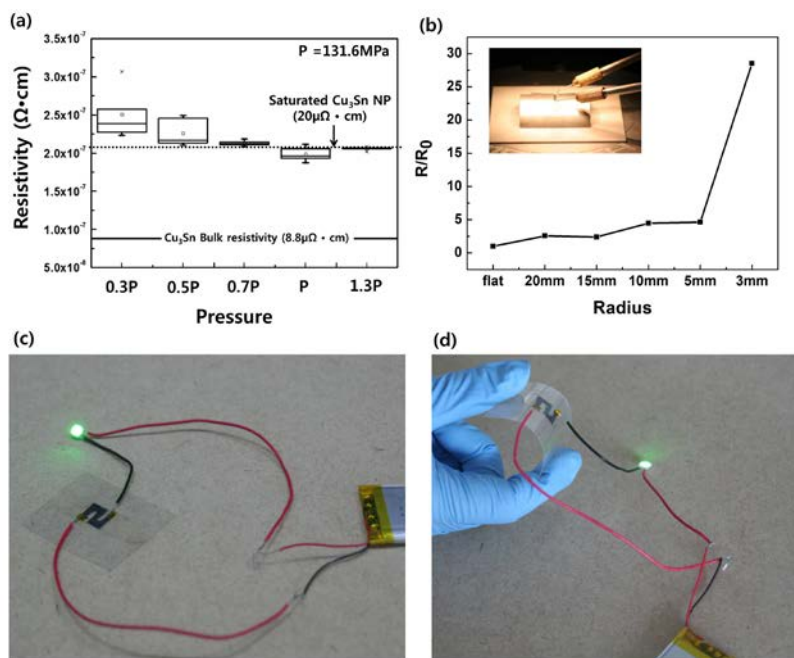 (a)
P =131.6MPa
3.5x10⁻⁷
3.0x10⁻⁷
2.5x10⁻⁷
2.0x10⁻⁷
1.5x10⁻⁷
1.0x10⁻⁷
5.0x10⁻⁸
Resistivity (Ω•cm)
Saturated Cu₃Sn NP
(20μΩ • cm)
Cu₃Sn Bulk resistivity (8.8μΩ • cm)
0.3P 0.5P 0.7P P 1.3P
Pressure
(b)
30
25
20
15
10
5
0
R/R₀
flat 20mm 15mm 10mm 5mm 3mm
Radius
(c)
(d)